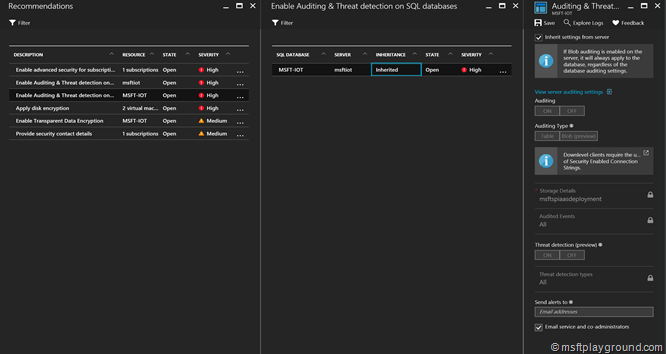 Recommendations
Filter
DESCRIPTION RESOURCE STATE SEVERITY
Enable advanced security for subscripti... 1 subscriptions Open High ...
Enable Auditing & Threat detection on... msftiot Open High ...
Enable Auditing & Threat detection on... MSFT-IOT Open High ...
Apply disk encryption 2 virtual mac... Open High ...
Enable Transparent Data Encryption MSFT-IOT Open Medium ...
Provide security contact details 1 subscriptions Open Medium ...
Enable Auditing & Threat detection on SQL databases
Filter
SQL DATABASE SERVER INHERITANCE STATE SEVERITY
MSFT-IOT msftiot Inherited Open High ...
Auditing & Threat...
MSFT-IOT
Save Explore Logs Feedback
Inherit settings from server
If Blob auditing is enabled on the
server, it will always apply to the
database, regardless of the
database auditing settings.
View server auditing settings
Auditing
ON OFF
Auditing Type
Table Blob (preview)
Downlevel clients require the u...
of Security Enabled Connection
Strings.
* Storage Details
msftspiaasdeployment
Audited Events
All
Threat detection (preview)
ON OFF
Threat detection types
All
Send alerts to
Email addresses
Email service and co-administrators
© msftplayground.com